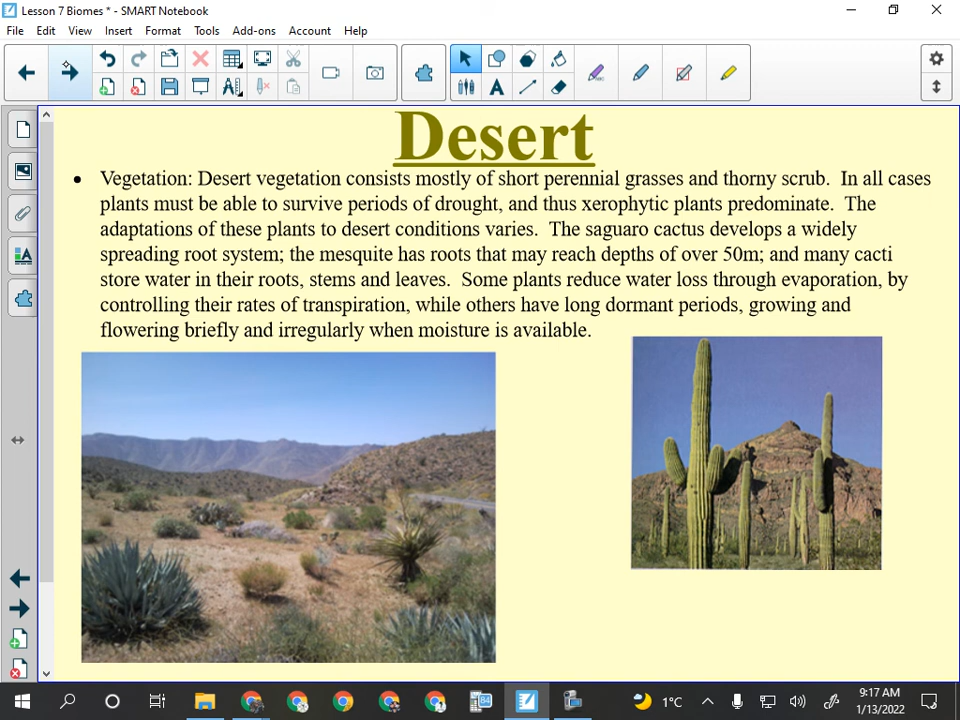 Lesson 7 Biomes * - SMART Notebook
File Edit View Insert Format Tools Add-ons Account Help
Desert
• Vegetation: Desert vegetation consists mostly of short perennial grasses and thorny scrub. In all cases
plants must be able to survive periods of drought, and thus xerophytic plants predominate. The
adaptations of these plants to desert conditions varies. The saguaro cactus develops a widely
spreading root system; the mesquite has roots that may reach depths of over 50m; and many cacti
store water in their roots, stems and leaves. Some plants reduce water loss through evaporation, by
controlling their rates of transpiration, while others have long dormant periods, growing and
flowering briefly and irregularly when moisture is available.
1°C
9:17 AM
1/13/2022